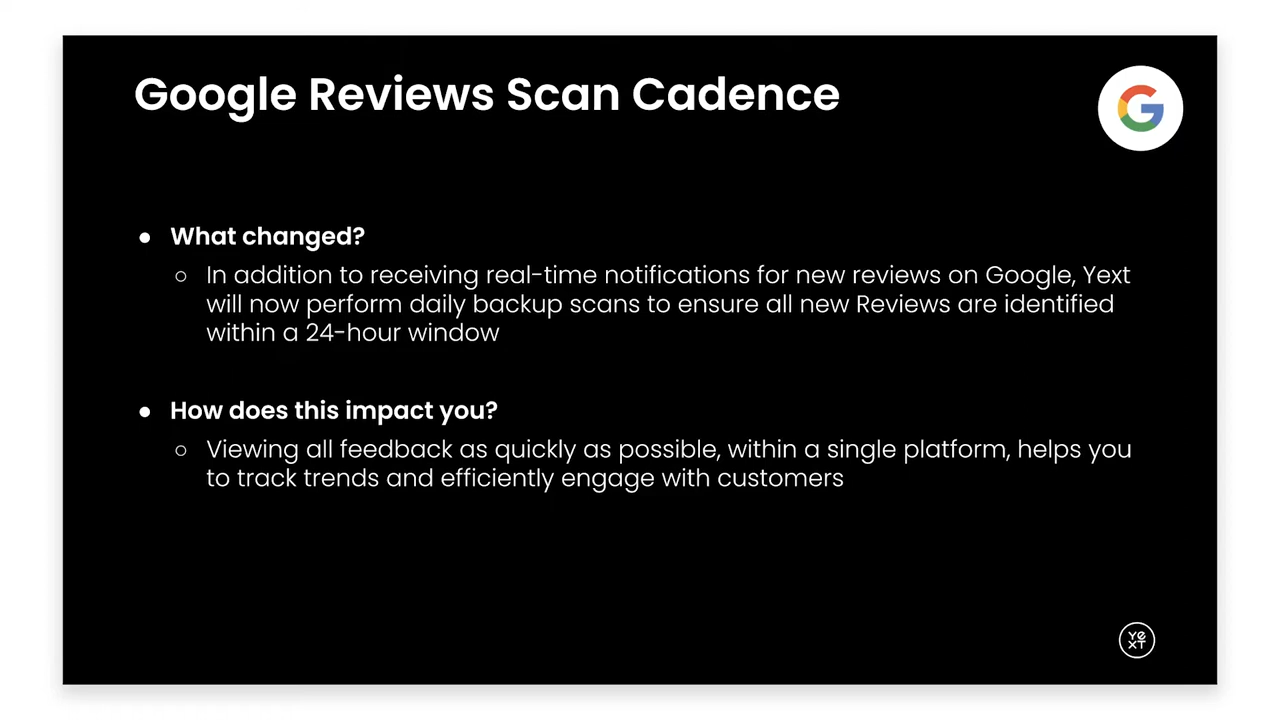 Google Reviews Scan Cadence
● What changed?
○ In addition to receiving real-time notifications for new reviews on Google, Yext
will now perform daily backup scans to ensure all new Reviews are identified
within a 24-hour window
● How does this impact you?
○ Viewing all feedback as quickly as possible, within a single platform, helps you
to track trends and efficiently engage with customers
YE
XT